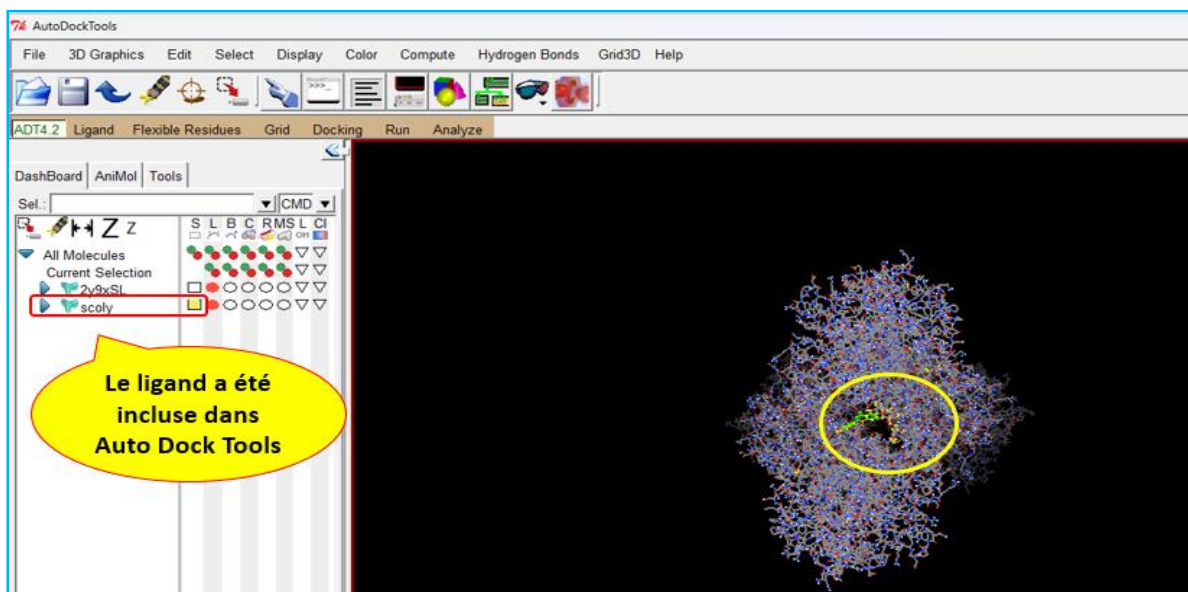 AutoDockTools
File 3D Graphics Edit Select Display Color Compute Hydrogen Bonds Grid3D Help
ADT4.2 Ligand Flexible Residues Grid Docking Run Analyze
DashBoard AniMol Tools
Sel.: CMD
Z Z S L B C R MS L Cl
All Molecules
Current Selection
2y9xSL
scoly
Le ligand a été
incluse dans
Auto Dock Tools